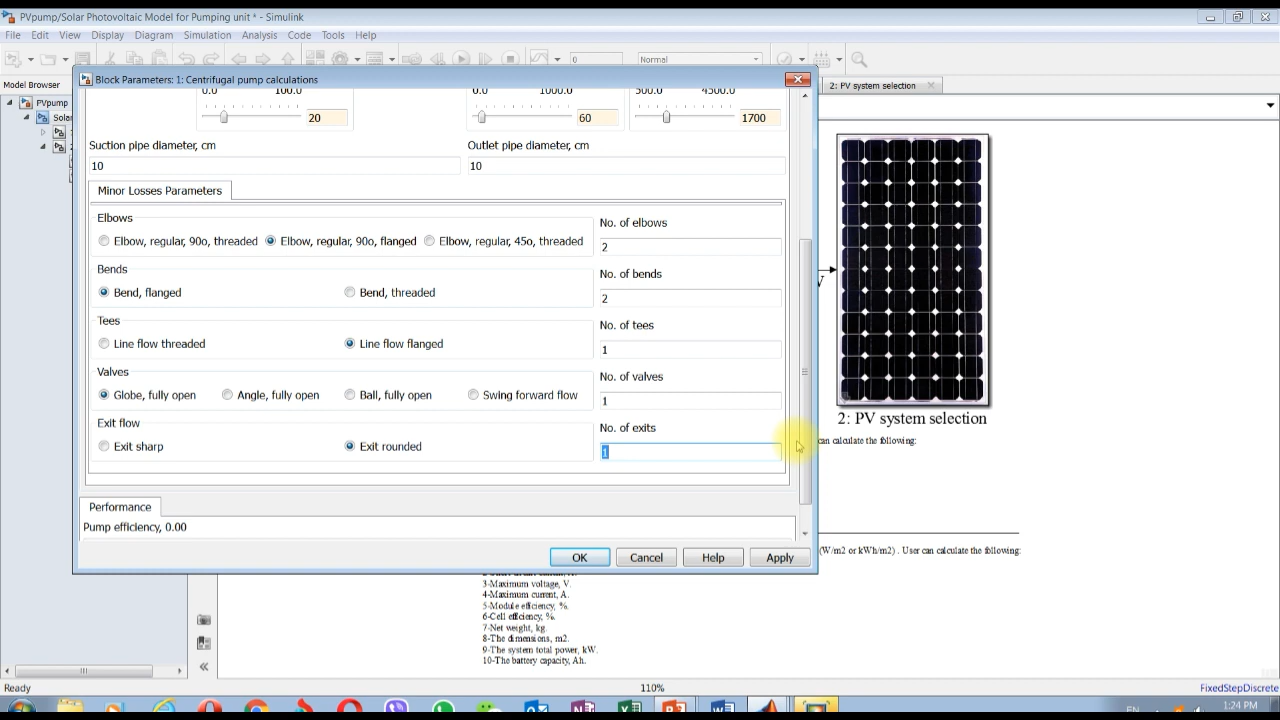 PVpump/Solar Photovoltaic Model for Pumping unit * - Simulink
File Edit View Display Diagram Simulation Analysis Code Tools Help
0 Normal
Model Browser
2: PV system selection
PVpump
Solar
Block Parameters: 1: Centrifugal pump calculations
0.0 100.0 0.0 1000.0 500.0 4500.0
20 60 1700
Suction pipe diameter, cm Outlet pipe diameter, cm
10 10
Minor Losses Parameters
Elbows
Elbow, regular, 90o, threaded Elbow, regular, 90o, flanged Elbow, regular, 45o, threaded
No. of elbows
2
Bends
Bend, flanged Bend, threaded
No. of bends
2
Tees
Line flow threaded Line flow flanged
No. of tees
1
Valves
Globe, fully open Angle, fully open Ball, fully open Swing forward flow
No. of valves
1
Exit flow
Exit sharp Exit rounded
No. of exits
1
Performance
Pump efficiency, 0.00
OK Cancel Help Apply
V
2: PV system selection
can calculate the following:
(W/m2 or kWh/m2) . User can calculate the following:
3-Maximum voltage, V.
4-Maximum current, A.
5-Module efficiency, %.
6-Cell efficiency, %.
7-Net weight, kg.
8-The dimensions, m2.
9-The system total power, kW.
10-The battery capacity, Ah.
Ready 110% FixedStepDiscrete
EN 1:24 PM